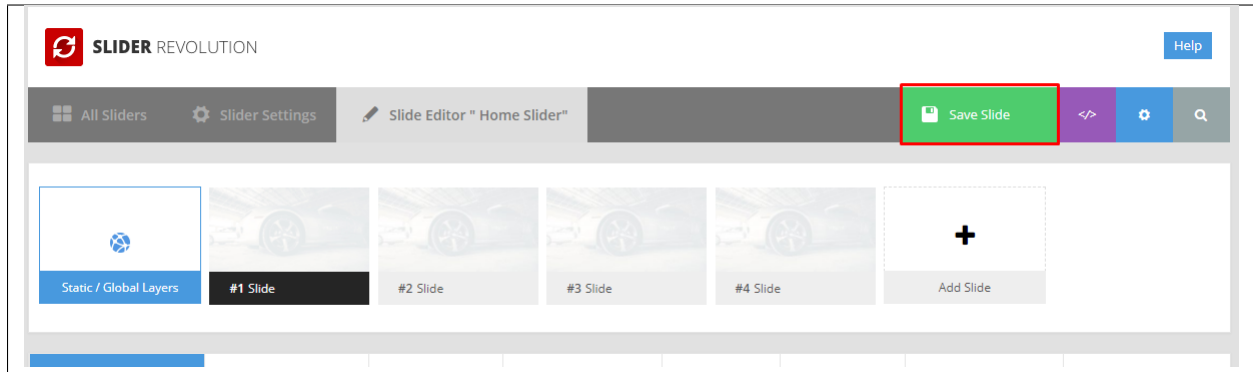 SLIDER REVOLUTION
Help
All Sliders
Slider Settings
Slide Editor " Home Slider"
Save Slide
</>
Static / Global Layers
#1 Slide
#2 Slide
#3 Slide
#4 Slide
Add Slide